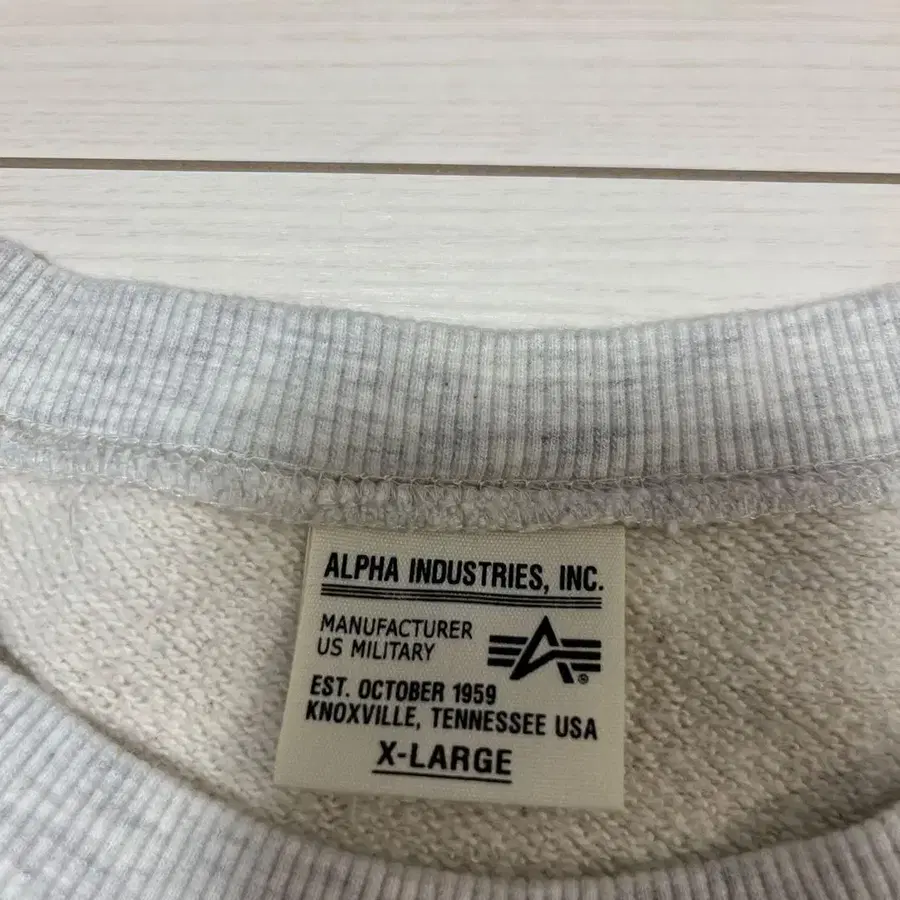 ALPHA INDUSTRIES, INC.
MANUFACTURER
US MILITARY
EST. OCTOBER 1959
KNOXVILLE, TENNESSEE USA
X-LARGE